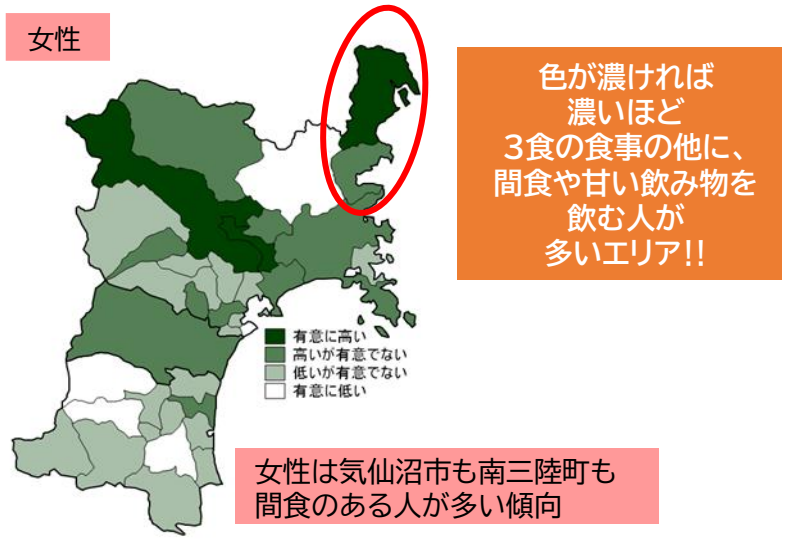 女性
色が濃ければ
濃いほど
3食の食事の他に、
間食や甘い飲み物を
飲む人が
多いエリア!!
有意に高い
高いが有意でない
低いが有意でない
有意に低い
女性は気仙沼市も南三陸町も
間食のある人が多い傾向